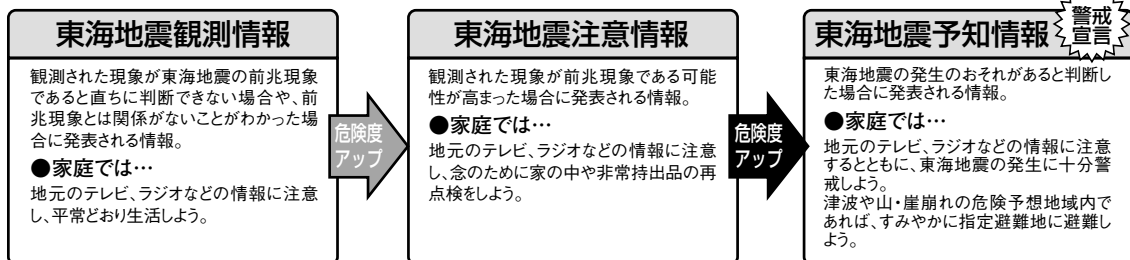 東海地震観測情報
観測された現象が東海地震の前兆現象
であると直ちに判断できない場合や、前
兆現象とは関係がないことがわかった場
合に発表される情報。
●家庭では…
地元のテレビ、ラジオなどの情報に注意
し、平常どおり生活しよう。
危険度
アップ
東海地震注意情報
観測された現象が前兆現象である可能
性が高まった場合に発表される情報。
●家庭では…
地元のテレビ、ラジオなどの情報に注意
し、念のために家の中や非常持出品の再
点検をしよう。
危険度
アップ
東海地震予知情報
警戒
宣言
東海地震の発生のおそれがあると判断し
た場合に発表される情報。
●家庭では…
地元のテレビ、ラジオなどの情報に注意
するとともに、東海地震の発生に十分警
戒しよう。
津波や山・崖崩れの危険予想地域内で
あれば、すみやかに指定避難地に避難し
よう。